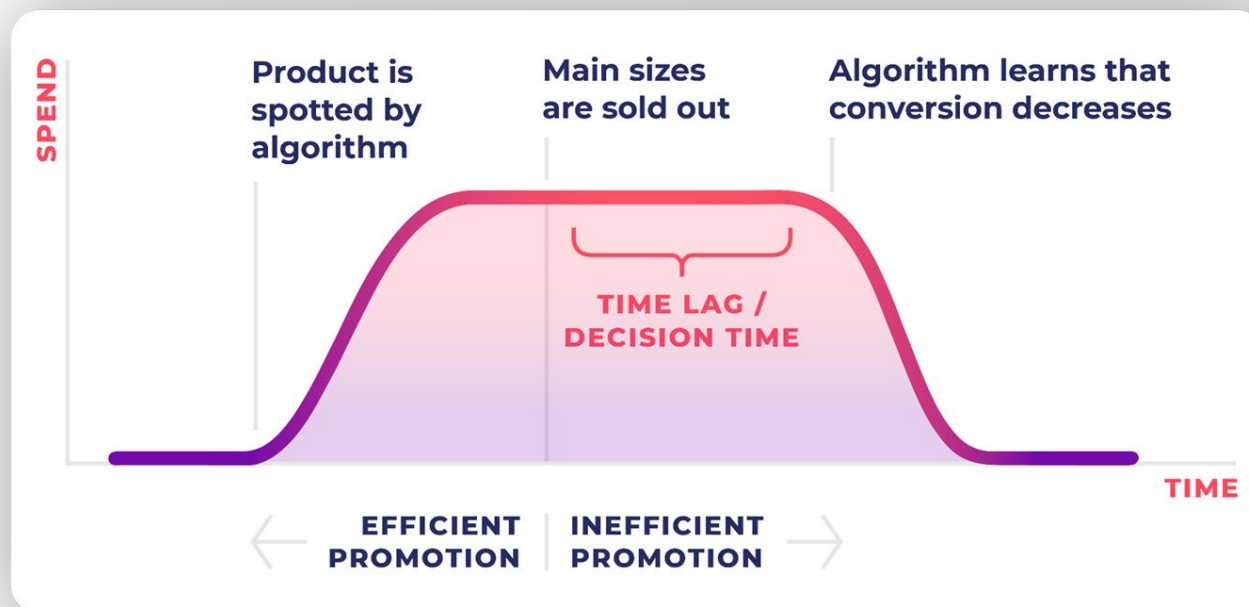 SPEND
Product is
spotted by
algorithm
Main sizes
are sold out
Algorithm learns that
conversion decreases
TIME LAG /
DECISION TIME
TIME
EFFICIENT
PROMOTION
INEFFICIENT
PROMOTION